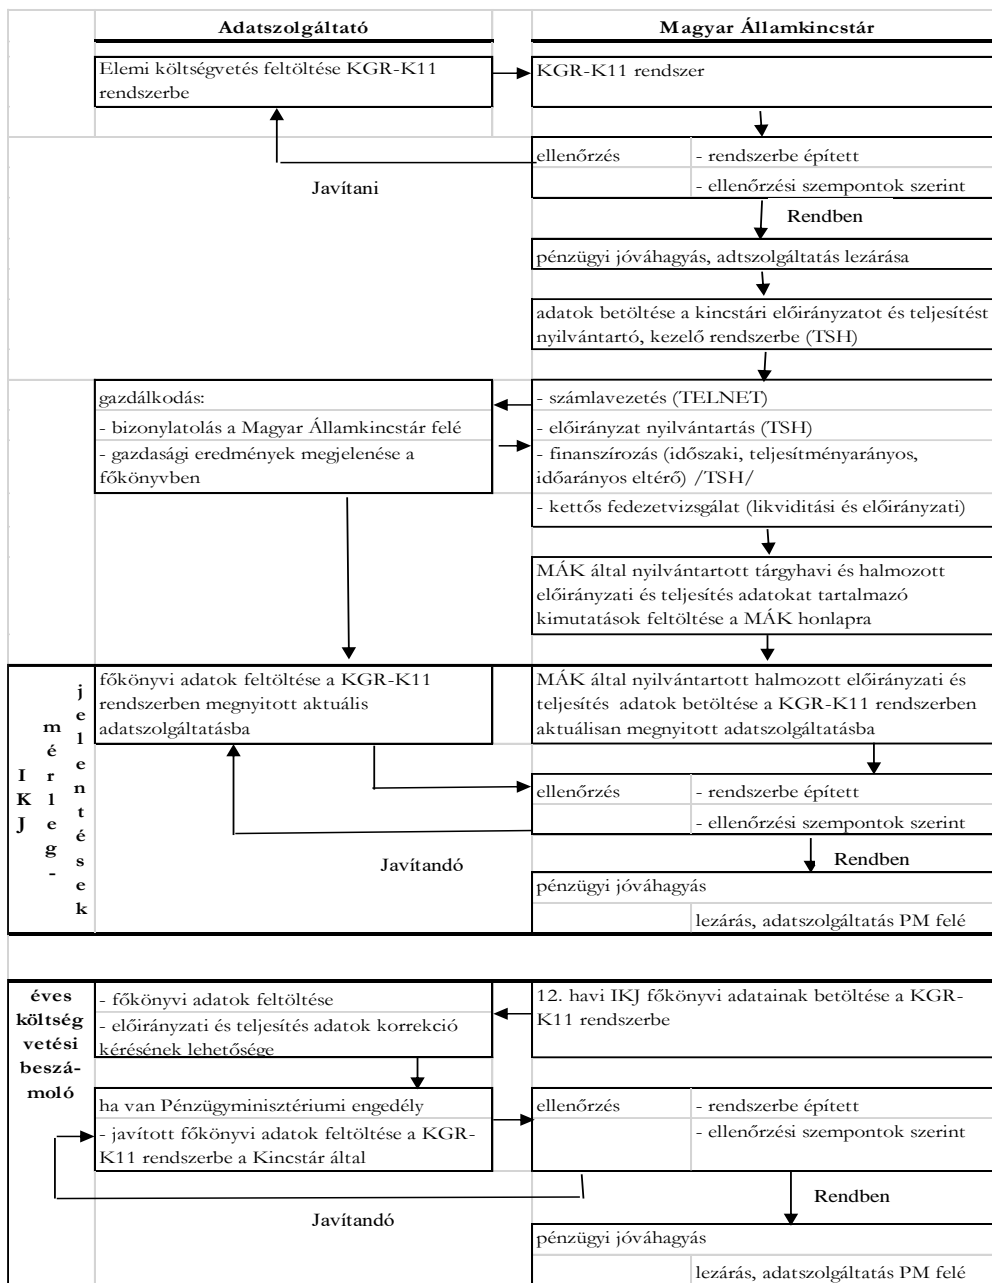 Adatszolgáltató
Magyar Államkincstár
Elemi költségvetés feltöltése KGR-K11
rendszerbe
KGR-K11 rendszer
ellenőrzés
- rendszerbe épített
- ellenőrzési szempontok szerint
Javítani
Rendben
pénzügyi jóváhagyás, adtszolgáltatás lezárása
adatok betöltése a kincstári előirányzatot és teljesítést
nyilvántartó, kezelő rendszerbe (TSH)
gazdálkodás:
- bizonylatolás a Magyar Államkincstár felé
- gazdasági eredmények megjelenése a
főkönyvben
- számlavezetés (TELNET)
- előirányzat nyilvántartás (TSH)
- finanszírozás (időszaki, teljesítményarányos,
időarányos eltérő) /TSH/
- kettős fedezetvizsgálat (likviditási és előirányzati)
MÁK által nyilvántartott tárgyhavi és halmozott
előirányzati és teljesítés adatokat tartalmazó
kimutatások feltöltése a MÁK honlapra
IKJ
mérleg-
jelentések
főkönyvi adatok feltöltése a KGR-K11
rendszerben megnyitott aktuális
adatszolgáltatásba
MÁK által nyilvántartott halmozott előirányzati és
teljesítés adatok betöltése a KGR-K11 rendszerben
aktuálisan megnyitott adatszolgáltatásba
ellenőrzés
- rendszerbe épített
- ellenőrzési szempontok szerint
Javítandó
Rendben
pénzügyi jóváhagyás
lezárás, adatszolgáltatás PM felé
éves
költség
vetési
beszá-
moló
- főkönyvi adatok feltöltése
- előirányzati és teljesítés adatok korrekció
kérésének lehetősége
12. havi IKJ főkönyvi adatainak betöltése a KGR-
K11 rendszerbe
ha van Pénzügyminisztériumi engedély
- javított főkönyvi adatok feltöltése a KGR-
K11 rendszerbe a Kincstár által
ellenőrzés
- rendszerbe épített
- ellenőrzési szempontok szerint
Javítandó
Rendben
pénzügyi jóváhagyás
lezárás, adatszolgáltatás PM felé